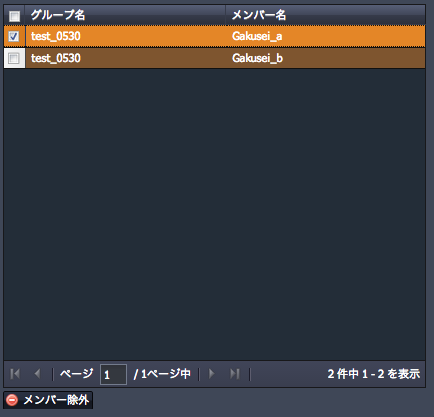 グループ名 メンバー名
test_0530 Gakusei_a
test_0530 Gakusei_b
ページ 1 / 1ページ中 2 件中 1 - 2 を表示
メンバー除外